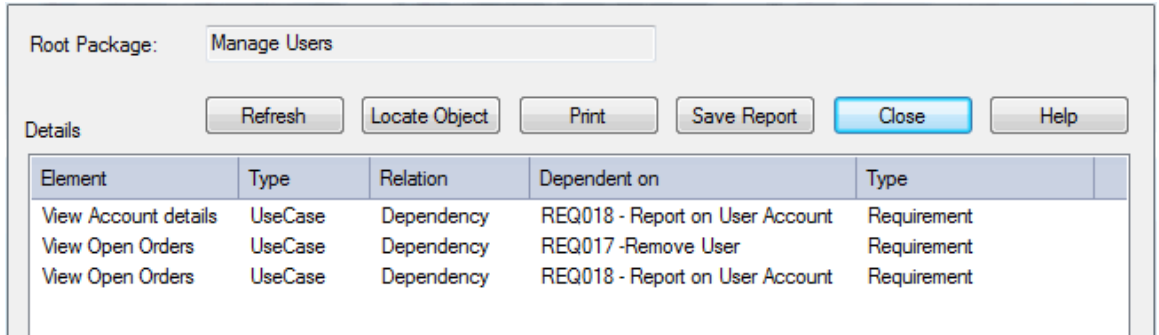 Root Package: Manage Users
Refresh Locate Object Print Save Report Close Help
Details
Element Type Relation Dependent on Type
View Account details UseCase Dependency REQ018 - Report on User Account Requirement
View Open Orders UseCase Dependency REQ017 -Remove User Requirement
View Open Orders UseCase Dependency REQ018 - Report on User Account Requirement